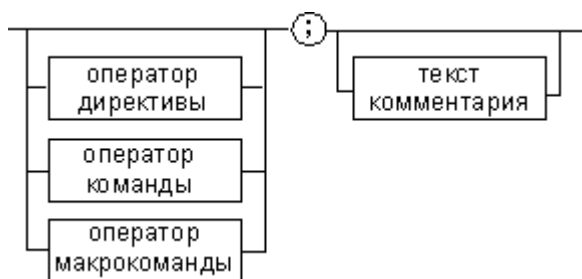 оператор
директивы
оператор
команды
оператор
макрокоманды
;
текст
комментария